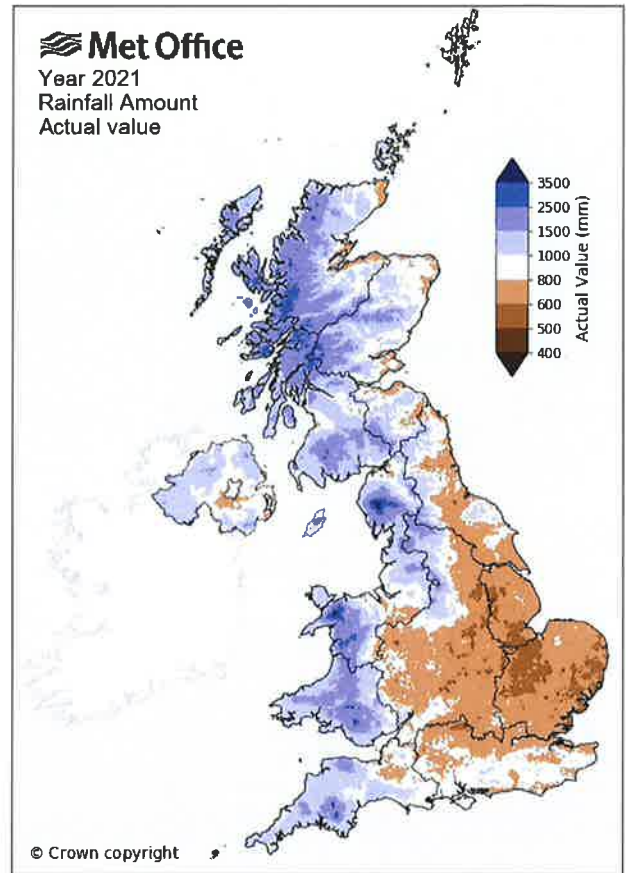 Met Office
Year 2021
Rainfall Amount
Actual value
3500
2500
1500
1000
800
600
500
400
Actual Value (mm)
© Crown copyright